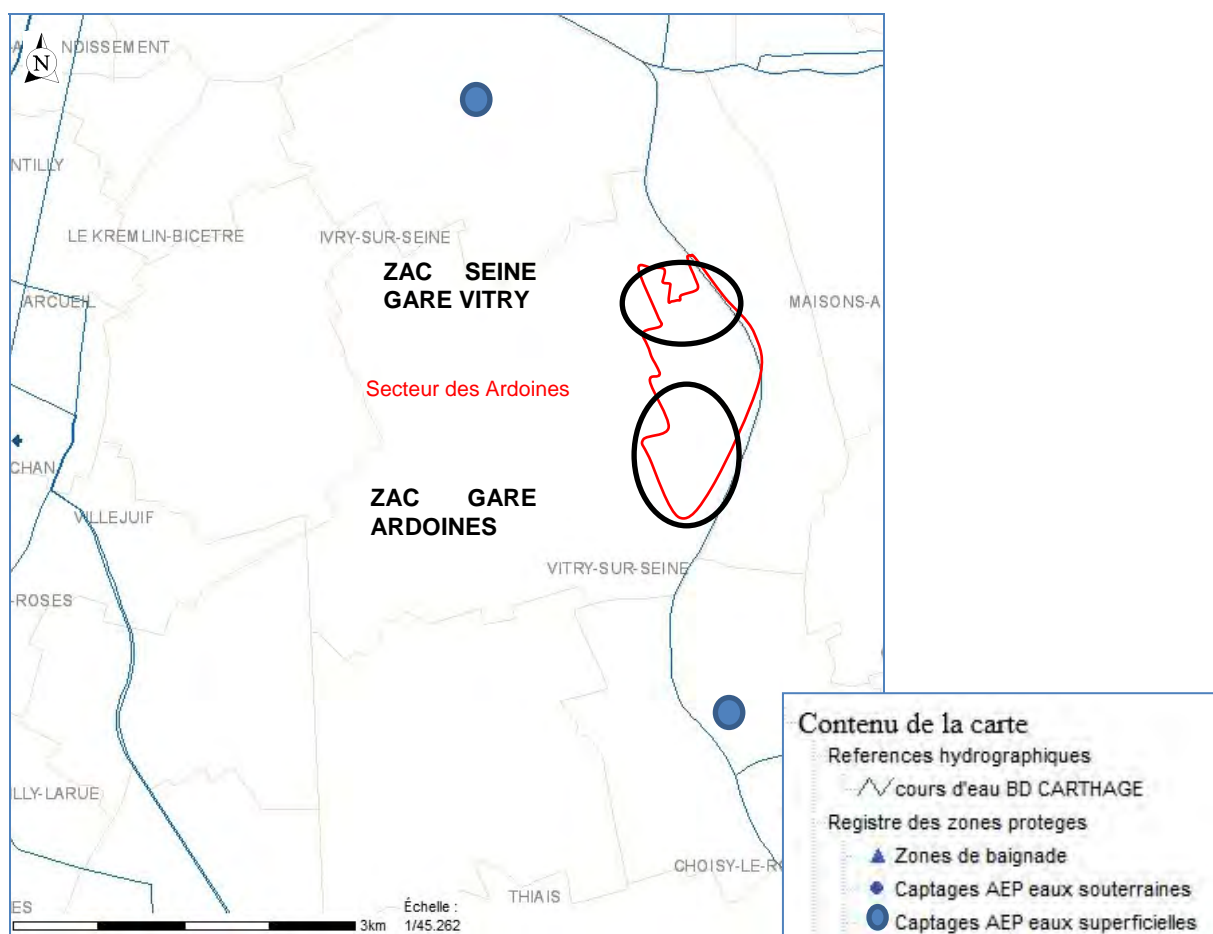 N
NOISSEMENT
NTILLY
LE KREMLIN-BICETRE
IVRY-SUR-SEINE
ZAC SEINE
GARE VITRY
ARCUEIL
MAISONS-A
Secteur des Ardoines
CHAN
ZAC GARE
ARDOINES
VILLEJUIF
VITRY-SUR-SEINE
-ROSES
LLY-LARUE
CHOISY-LE-R
THIAIS
ES
3km
Échelle :
1/45.262
Contenu de la carte
References hydrographiques
cours d'eau BD CARTHAGE
Registre des zones proteges
Zones de baignade
Captages AEP eaux souterraines
Captages AEP eaux superficielles